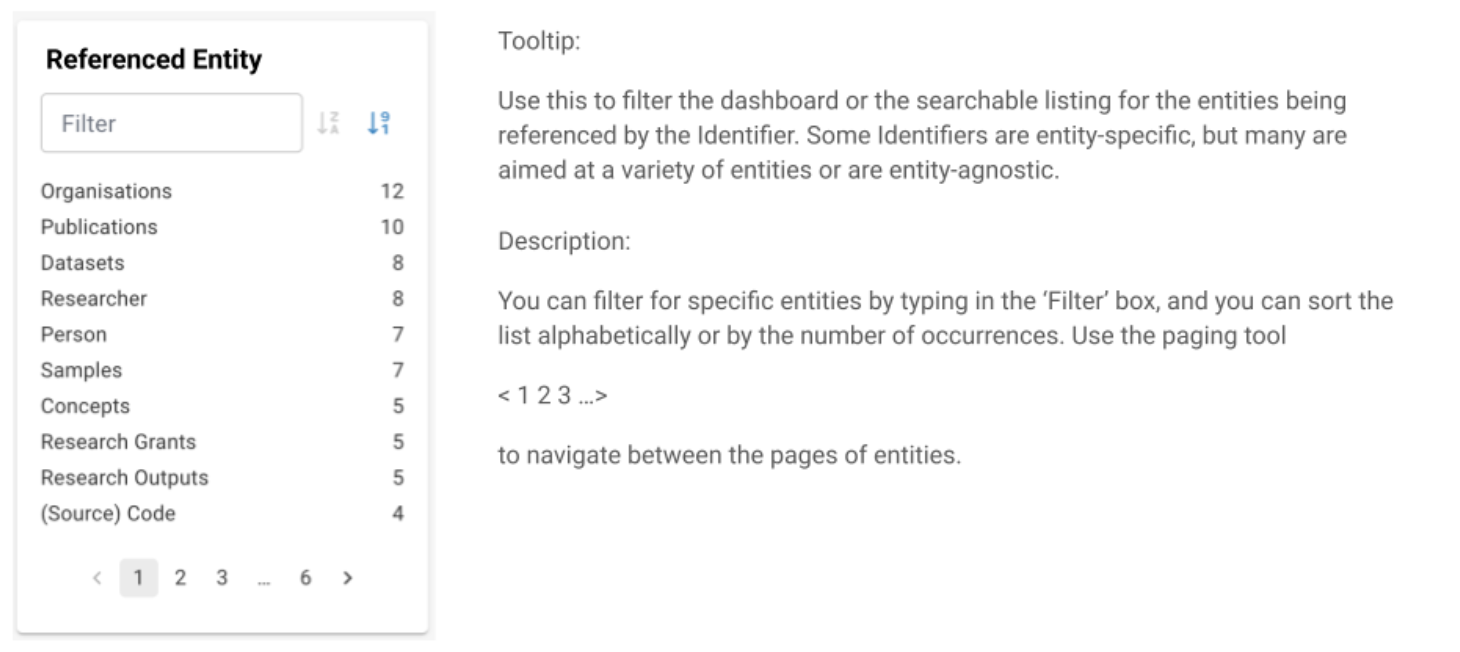 Referenced Entity
Filter
Organisations 12
Publications 10
Datasets 8
Researcher 8
Person 7
Samples 7
Concepts 5
Research Grants 5
Research Outputs 5
(Source) Code 4
< 1 2 3 ... 6 >
Tooltip:
Use this to filter the dashboard or the searchable listing for the entities being
referenced by the Identifier. Some Identifiers are entity-specific, but many are
aimed at a variety of entities or are entity-agnostic.
Description:
You can filter for specific entities by typing in the ‘Filter’ box, and you can sort the
list alphabetically or by the number of occurrences. Use the paging tool
< 1 2 3 ...>
to navigate between the pages of entities.